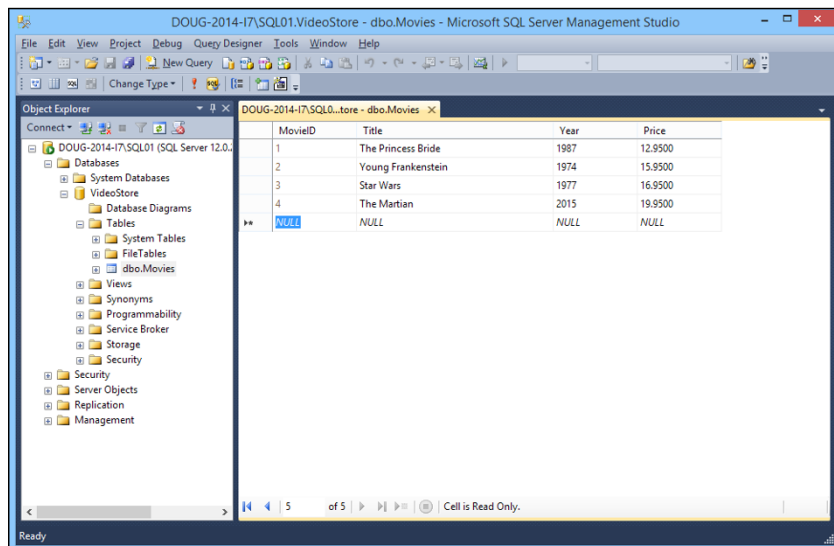 DOUG-2014-I7\SQL01.VideoStore - dbo.Movies - Microsoft SQL Server Management Studio
File Edit View Project Debug Query Designer Tools Window Help
New Query
Change Type
Object Explorer
DOUG-2014-I7\SQL0...tore - dbo.Movies
Connect
DOUG-2014-I7\SQL01 (SQL Server 12.0.
Databases
System Databases
VideoStore
Database Diagrams
Tables
System Tables
FileTables
dbo.Movies
Views
Synonyms
Programmability
Service Broker
Storage
Security
Security
Server Objects
Replication
Management
MovieID Title Year Price
1 The Princess Bride 1987 12.9500
2 Young Frankenstein 1974 15.9500
3 Star Wars 1977 16.9500
4 The Martian 2015 19.9500
NULL NULL NULL NULL
5 of 5 Cell is Read Only.
Ready